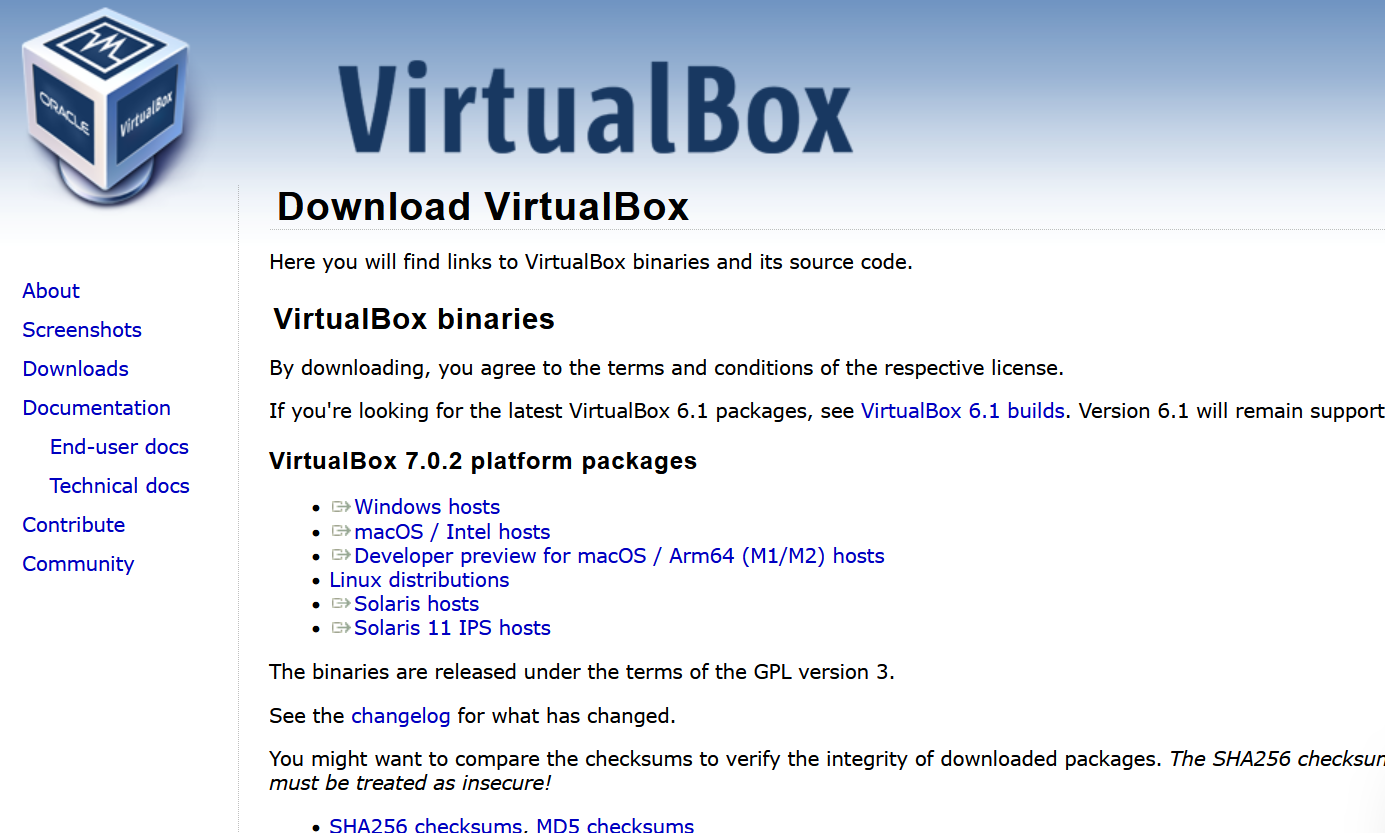 ORACLE
VirtualBox
VirtualBox
Download VirtualBox
Here you will find links to VirtualBox binaries and its source code.
About
Screenshots
Downloads
Documentation
End-user docs
Technical docs
Contribute
Community
VirtualBox binaries
By downloading, you agree to the terms and conditions of the respective license.
If you're looking for the latest VirtualBox 6.1 packages, see VirtualBox 6.1 builds. Version 6.1 will remain support
VirtualBox 7.0.2 platform packages
Windows hosts
macOS / Intel hosts
Developer preview for macOS / Arm64 (M1/M2) hosts
Linux distributions
Solaris hosts
Solaris 11 IPS hosts
The binaries are released under the terms of the GPL version 3.
See the changelog for what has changed.
You might want to compare the checksums to verify the integrity of downloaded packages. The SHA256 checksum
must be treated as insecure!
SHA256 checksums, MD5 checksums